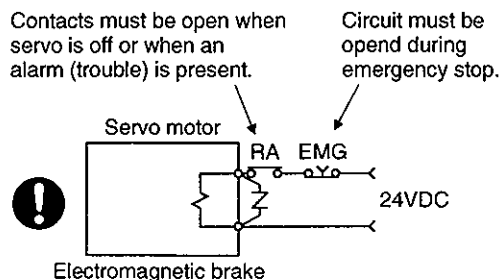 Contacts must be open when
servo is off or when an
alarm (trouble) is present.
Circuit must be
opend during
emergency stop.
Servo motor
RA EMG
24VDC
Electromagnetic brake